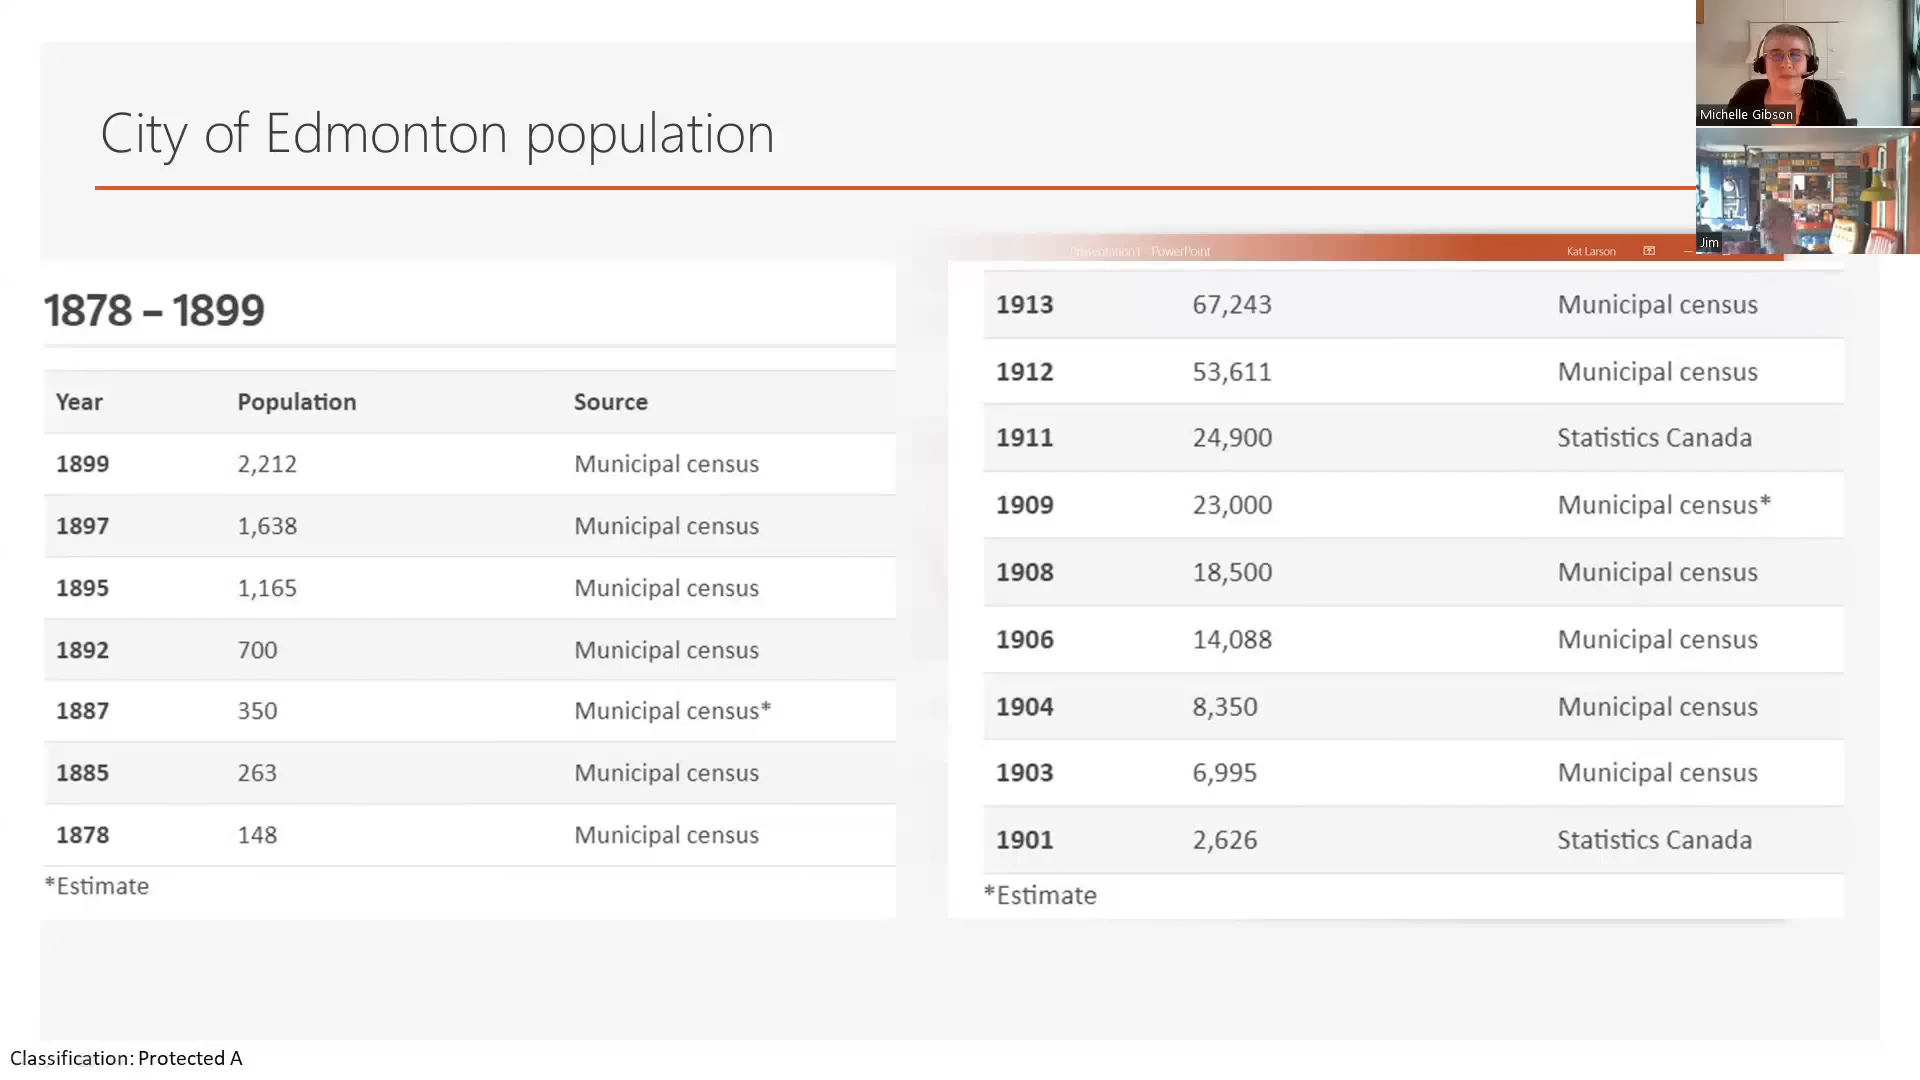 City of Edmonton population
Michelle Gibson
Jim
Presentation1 - PowerPoint
Kat Larson
1878 – 1899
Year Population Source
1899 2,212 Municipal census
1897 1,638 Municipal census
1895 1,165 Municipal census
1892 700 Municipal census
1887 350 Municipal census*
1885 263 Municipal census
1878 148 Municipal census
*Estimate
1913 67,243 Municipal census
1912 53,611 Municipal census
1911 24,900 Statistics Canada
1909 23,000 Municipal census*
1908 18,500 Municipal census
1906 14,088 Municipal census
1904 8,350 Municipal census
1903 6,995 Municipal census
1901 2,626 Statistics Canada
*Estimate
Classification: Protected A